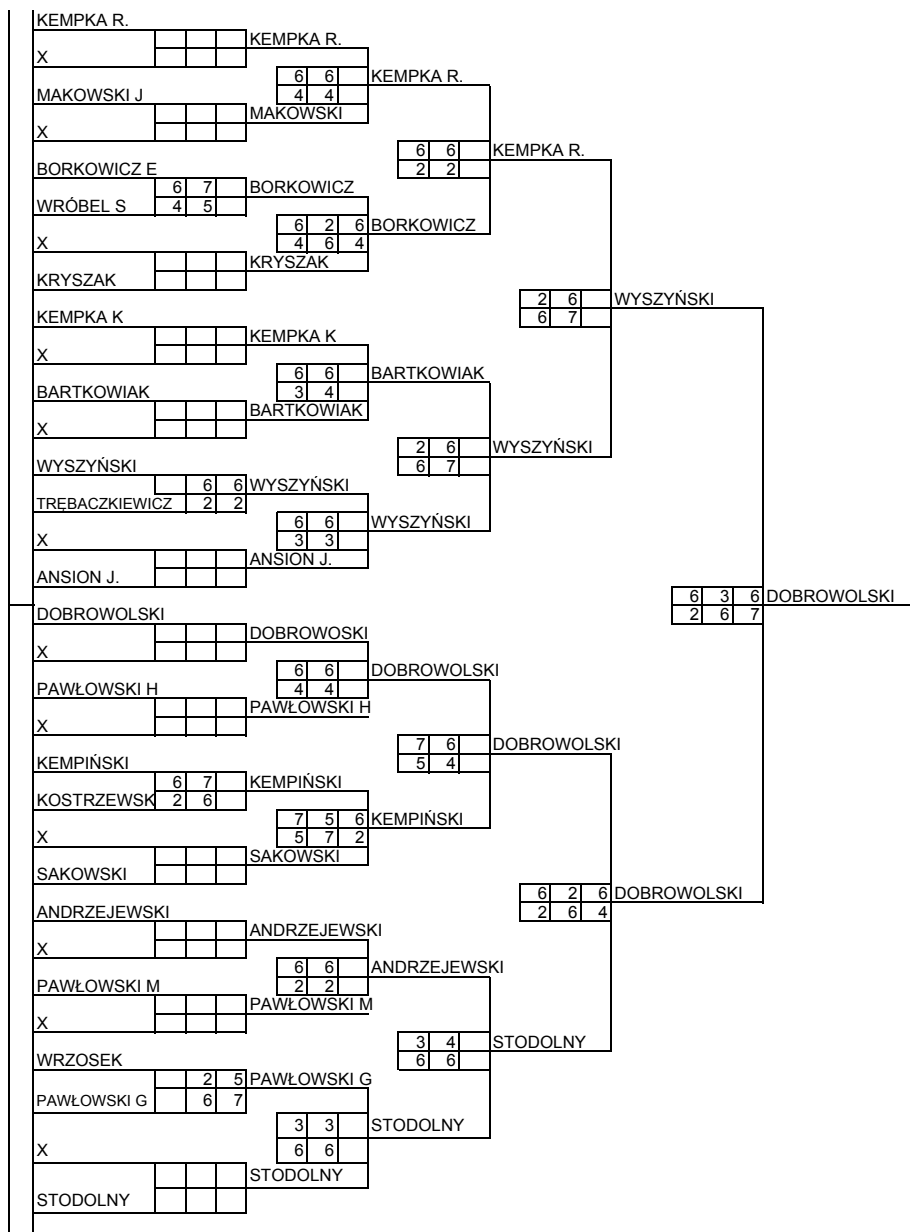 KEMPKA R.
KEMPKA R.
X
6 6 KEMPKA R.
4 4
MAKOWSKI J
MAKOWSKI
X
6 6 KEMPKA R.
2 2
BORKOWICZ E
6 7 BORKOWICZ
WRÓBEL S 4 5
6 2 6 BORKOWICZ
4 6 4
X
KRYSZAK
KRYSZAK
2 6 WYSZYŃSKI
6 7
KEMPKA K
KEMPKA K
X
6 6 BARTKOWIAK
3 4
BARTKOWIAK
BARTKOWIAK
X
2 6 WYSZYŃSKI
6 7
WYSZYŃSKI
6 6 WYSZYŃSKI
TRĘBACZKIEWICZ 2 2
6 6 WYSZYŃSKI
3 3
X
ANSION J.
ANSION J.
6 3 6 DOBROWOLSKI
2 6 7
DOBROWOLSKI
DOBROWOSKI
X
6 6 DOBROWOLSKI
4 4
PAWŁOWSKI H
PAWŁOWSKI H
X
7 6 DOBROWOLSKI
5 4
KEMPIŃSKI
6 7 KEMPIŃSKI
KOSTRZEWSK 2 6
7 5 6 KEMPIŃSKI
5 7 2
X
SAKOWSKI
SAKOWSKI
6 2 6 DOBROWOLSKI
2 6 4
ANDRZEJEWSKI
ANDRZEJEWSKI
X
6 6 ANDRZEJEWSKI
2 2
PAWŁOWSKI M
PAWŁOWSKI M
X
3 4 STODOLNY
6 6
WRZOSEK
2 5 PAWŁOWSKI G
PAWŁOWSKI G 6 7
3 3 STODOLNY
6 6
X
STODOLNY
STODOLNY